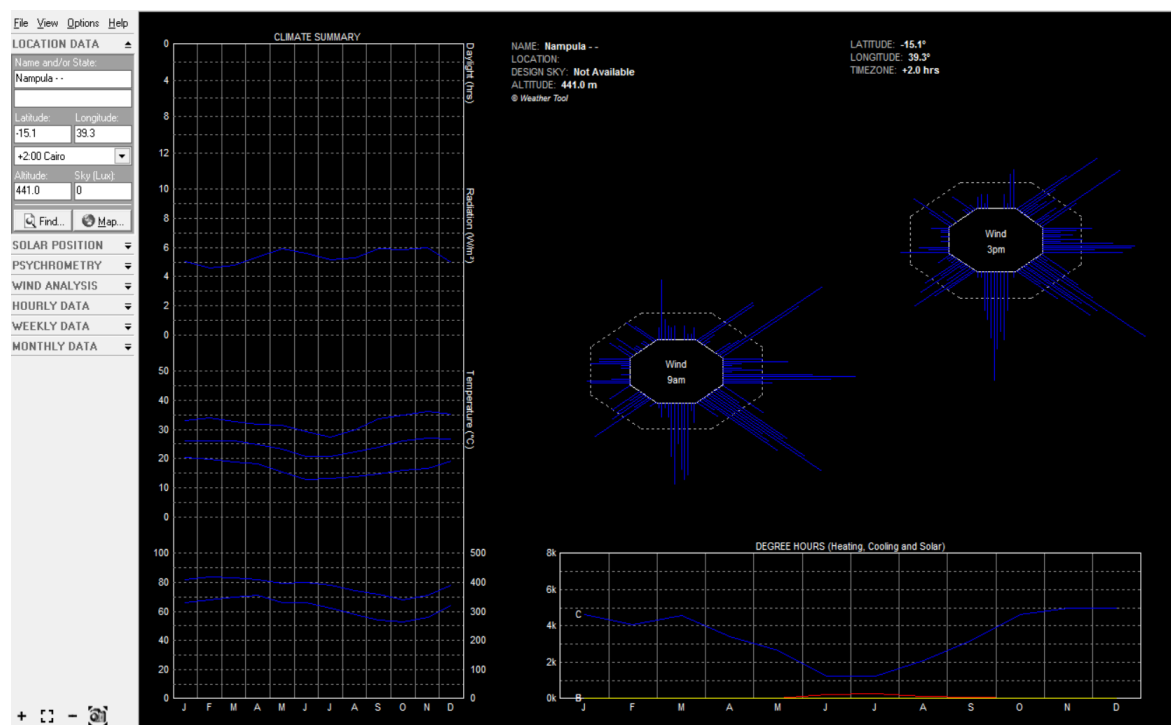 File View Options Help
LOCATION DATA
Name and/or State:
Nampula - -
Latitude: Longitude:
-15.1 39.3
+2:00 Cairo
Altitude: Sky (Lux):
441.0 0
Find... Map...
SOLAR POSITION
PSYCHROMETRY
WIND ANALYSIS
HOURLY DATA
WEEKLY DATA
MONTHLY DATA
CLIMATE SUMMARY
0
4
8
12
Daylight (hrs)
10
8
6
4
2
0
Radiation (W/m²)
50
40
30
20
10
0
Temperature (°C)
100 500
80 400
60 300
40 200
20 100
0 0
J F M A M J J A S O N D
NAME: Nampula - -
LOCATION:
DESIGN SKY: Not Available
ALTITUDE: 441.0 m
© Weather Tool
LATITUDE: -15.1°
LONGITUDE: 39.3°
TIMEZONE: +2.0 hrs
Wind
3pm
Wind
9am
DEGREE HOURS (Heating, Cooling and Solar)
8k
6k
4k
2k
0k
C
J F M A M J J A S O N D